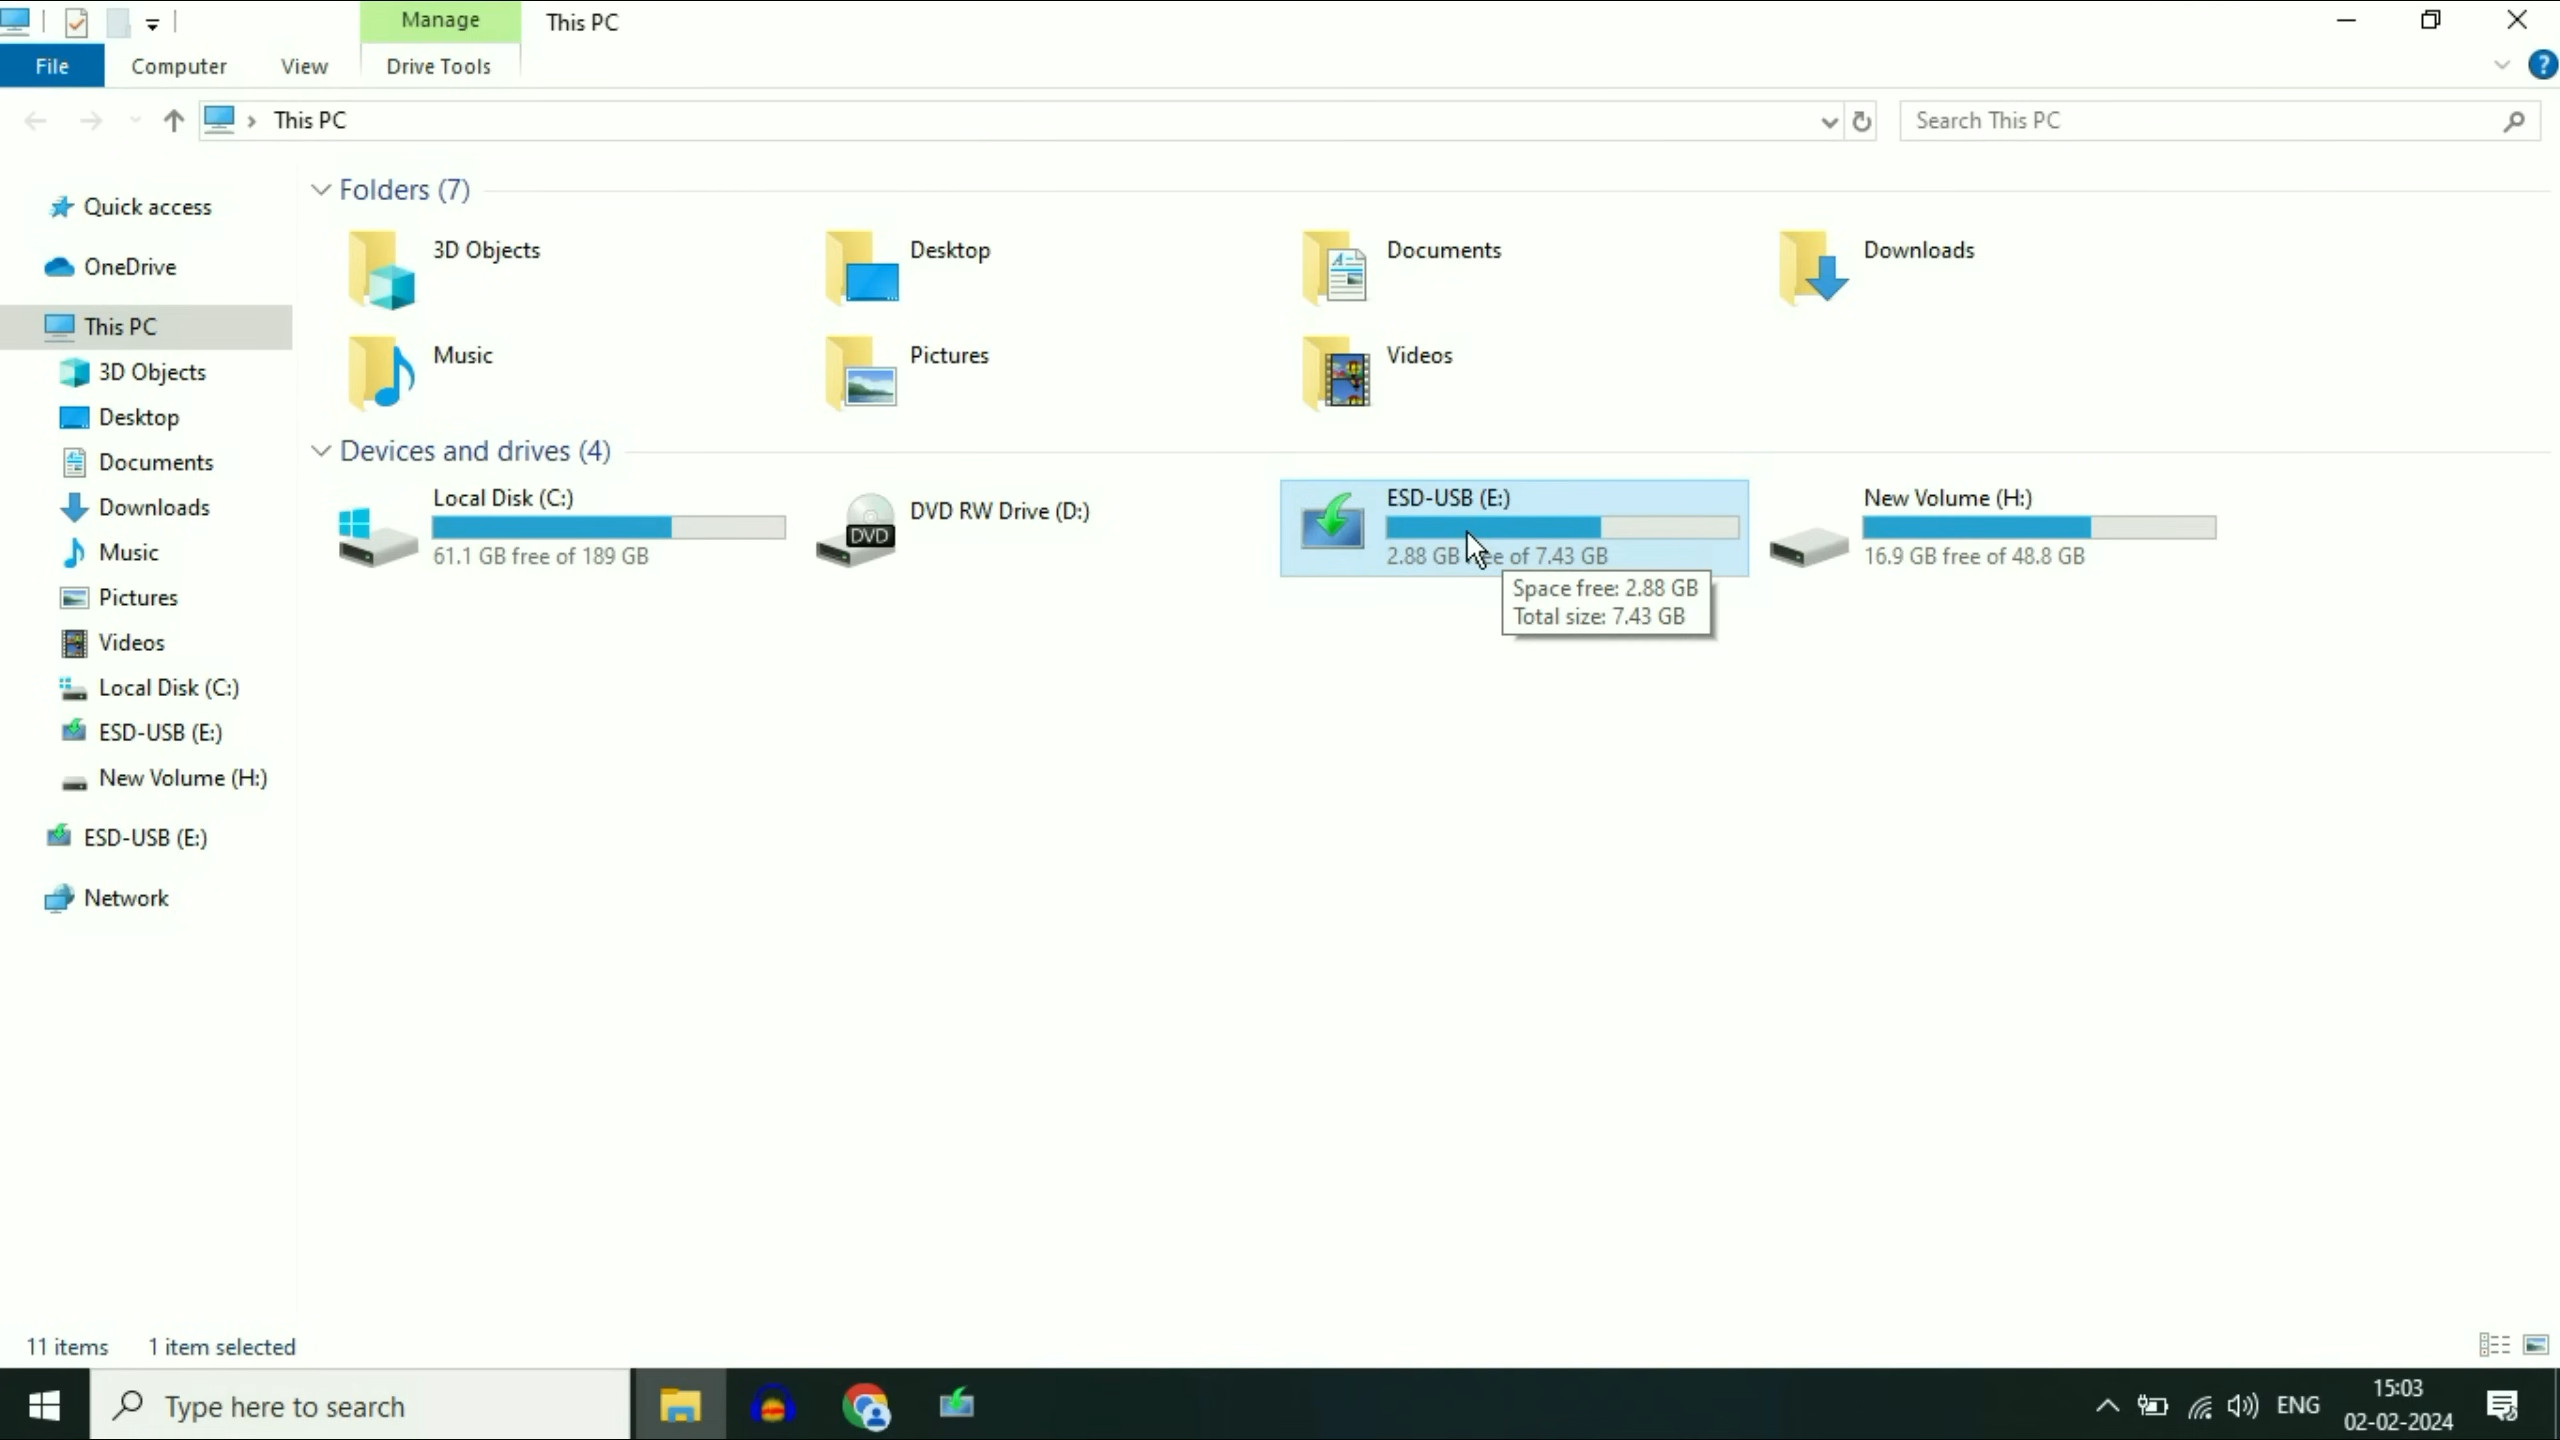 Manage
This PC
File
Computer
View
Drive Tools
This PC
Search This PC
Quick access
OneDrive
This PC
3D Objects
Desktop
Documents
Downloads
Music
Pictures
Videos
Local Disk (C:)
ESD-USB (E:)
New Volume (H:)
ESD-USB (E:)
Network
Folders (7)
3D Objects
Desktop
Documents
Downloads
Music
Pictures
Videos
Devices and drives (4)
Local Disk (C:)
61.1 GB free of 189 GB
DVD
DVD RW Drive (D:)
ESD-USB (E:)
2.88 GB free of 7.43 GB
Space free: 2.88 GB
Total size: 7.43 GB
New Volume (H:)
16.9 GB free of 48.8 GB
11 items
1 item selected
Type here to search
ENG
15:03
02-02-2024